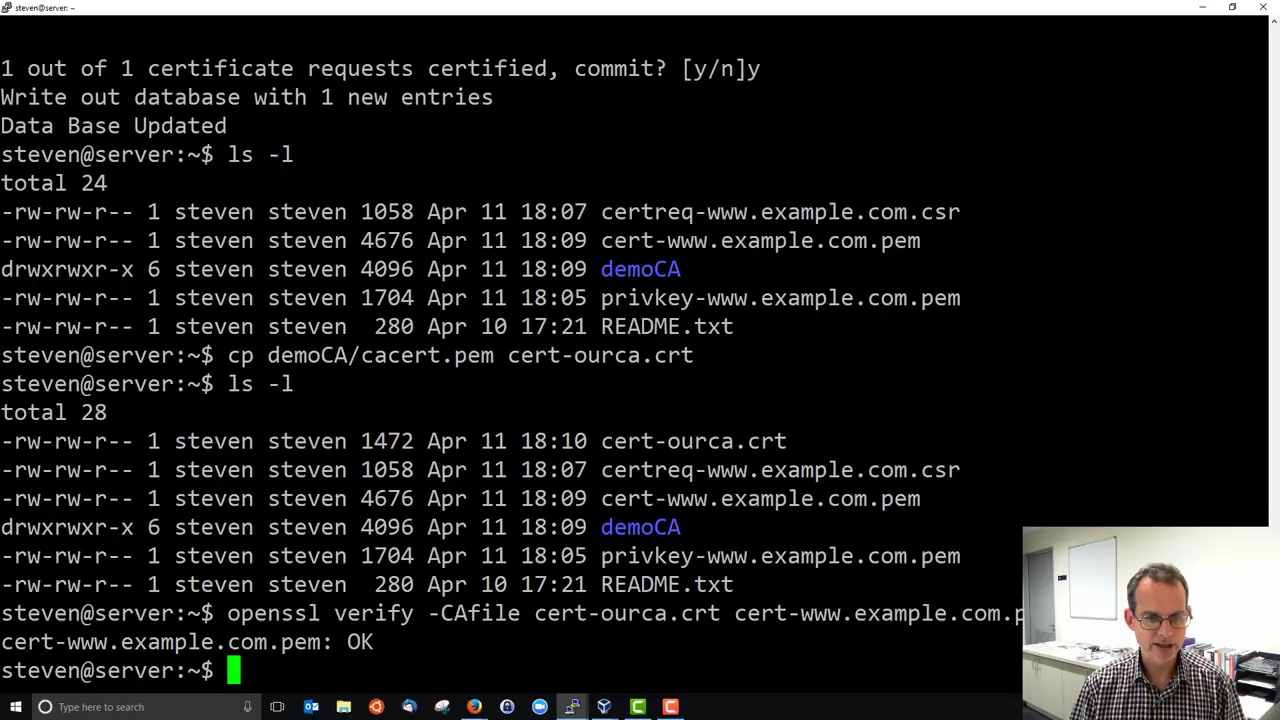 steven@server: ~
1 out of 1 certificate requests certified, commit? [y/n]y
Write out database with 1 new entries
Data Base Updated
steven@server:~$ ls -l
total 24
-rw-rw-r-- 1 steven steven 1058 Apr 11 18:07 certreq-www.example.com.csr
-rw-rw-r-- 1 steven steven 4676 Apr 11 18:09 cert-www.example.com.pem
drwxrwxr-x 6 steven steven 4096 Apr 11 18:09 demoCA
-rw-rw-r-- 1 steven steven 1704 Apr 11 18:05 privkey-www.example.com.pem
-rw-rw-r-- 1 steven steven  280 Apr 10 17:21 README.txt
steven@server:~$ cp demoCA/cacert.pem cert-ourca.crt
steven@server:~$ ls -l
total 28
-rw-rw-r-- 1 steven steven 1472 Apr 11 18:10 cert-ourca.crt
-rw-rw-r-- 1 steven steven 1058 Apr 11 18:07 certreq-www.example.com.csr
-rw-rw-r-- 1 steven steven 4676 Apr 11 18:09 cert-www.example.com.pem
drwxrwxr-x 6 steven steven 4096 Apr 11 18:09 demoCA
-rw-rw-r-- 1 steven steven 1704 Apr 11 18:05 privkey-www.example.com.pem
-rw-rw-r-- 1 steven steven  280 Apr 10 17:21 README.txt
steven@server:~$ openssl verify -CAfile cert-ourca.crt cert-www.example.com.p
cert-www.example.com.pem: OK
steven@server:~$
Type here to search